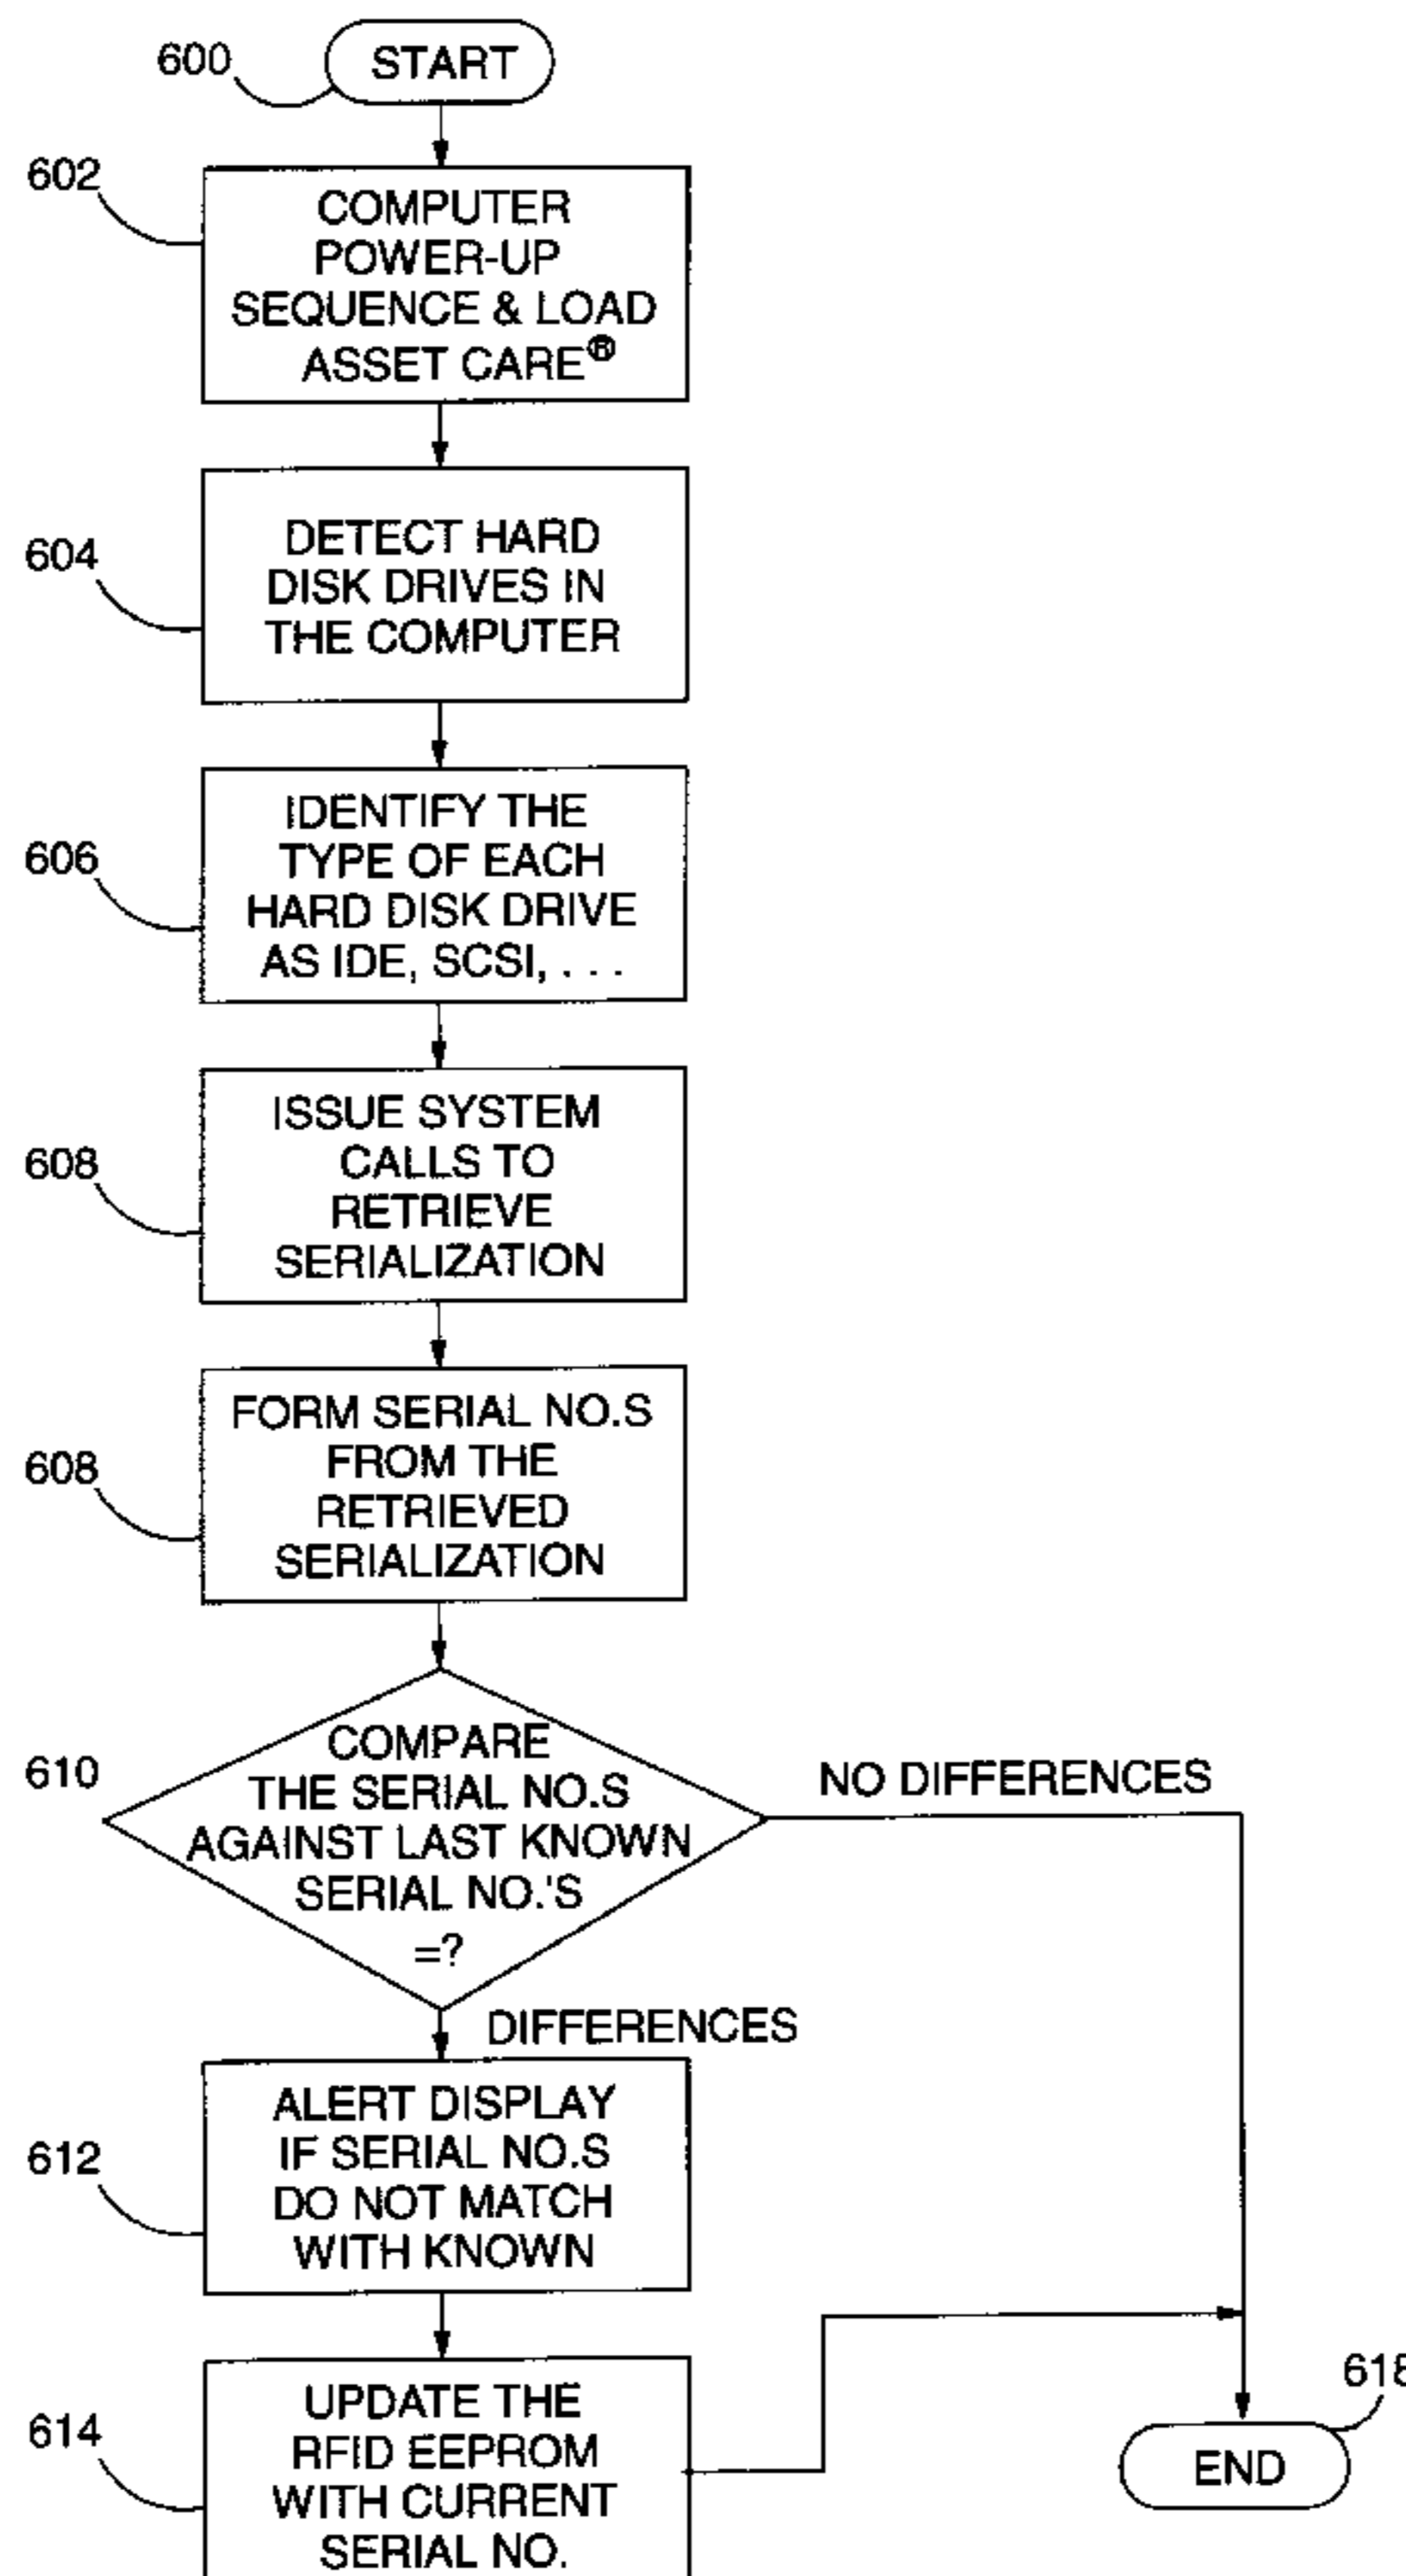 600
START
602
COMPUTER
POWER-UP
SEQUENCE & LOAD
ASSET CARE®
604
DETECT HARD
DISK DRIVES IN
THE COMPUTER
606
IDENTIFY THE
TYPE OF EACH
HARD DISK DRIVE
AS IDE, SCSI, . . .
608
ISSUE SYSTEM
CALLS TO
RETRIEVE
SERIALIZATION
608
FORM SERIAL NO.S
FROM THE
RETRIEVED
SERIALIZATION
610
COMPARE
THE SERIAL NO.S
AGAINST LAST KNOWN
SERIAL NO.'S
=?
NO DIFFERENCES
DIFFERENCES
612
ALERT DISPLAY
IF SERIAL NO.S
DO NOT MATCH
WITH KNOWN
614
UPDATE THE
RFID EEPROM
WITH CURRENT
SERIAL NO.
618
END